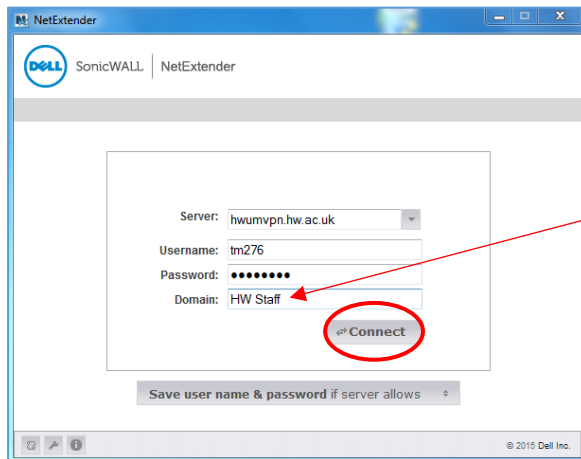 NetExtender
DELL SonicWALL | NetExtender
Server: hwumvpn.hw.ac.uk
Username: tm276
Password: ●●●●●●●●
Domain: HW Staff
Connect
Save user name & password if server allows
© 2015 Dell Inc.